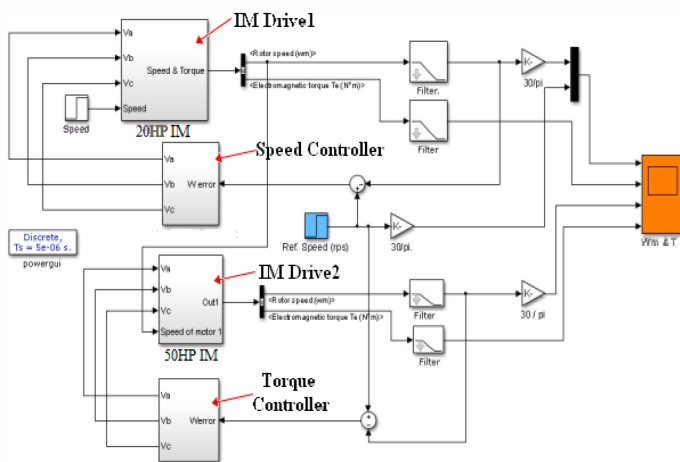 IM Drive1
Va
Vb
Vc
Speed
Speed & Torque
20HP IM
Speed
<Rotor speed (wm)>
<Electromagnetic torque Te (N*m)>
Filter.
Filter
K-
30/pi
Speed Controller
Va
Vb
Vc
Werror
Discrete,
Ts = 5e-06 s.
powergui
Ref. Speed (rps)
K-
30/pi.
Wm & T
IM Drive2
Va
Vb
Vc
Speed of motor 1
Out1
50HP IM
<Rotor speed (wm)>
<Electromagnetic torque Te (N*m)>
Filter
Filter
K-
30 / pi
Torque
Controller
Va
Vb
Vc
Werror